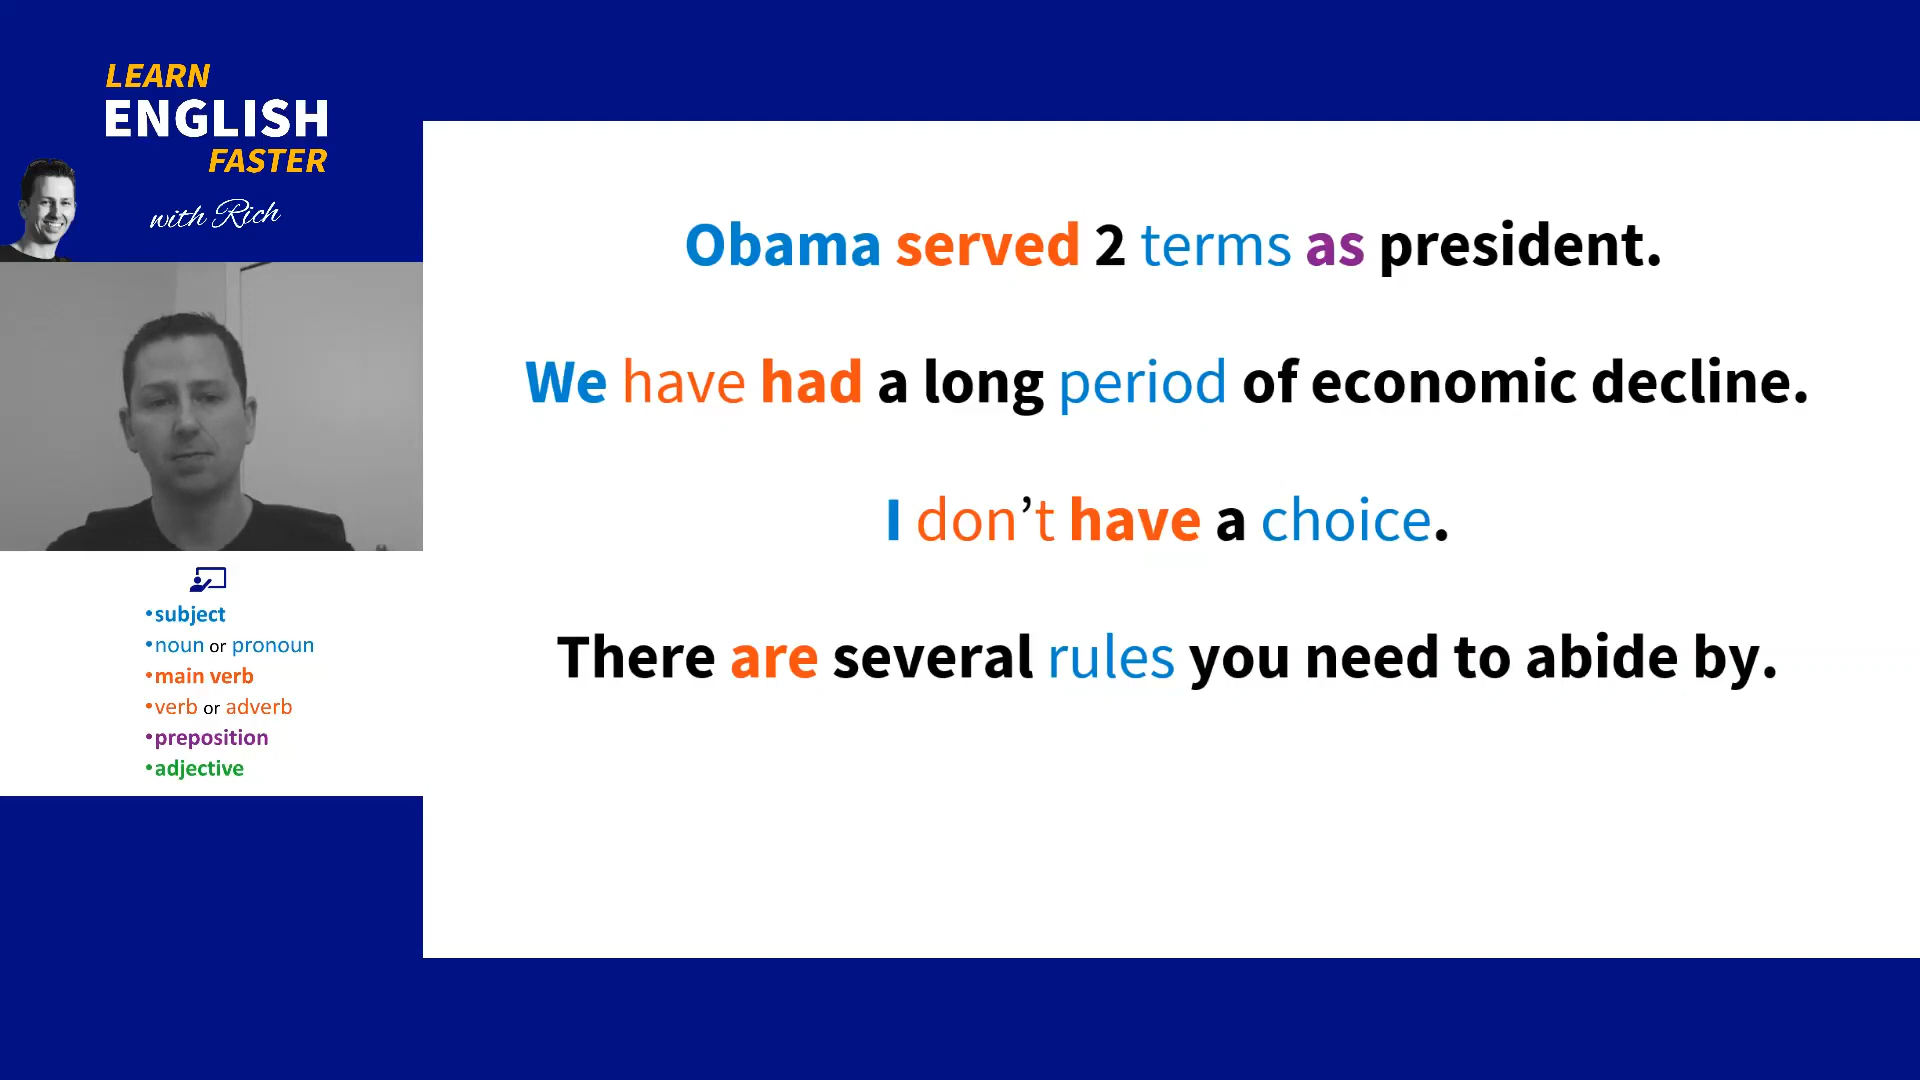 LEARN
ENGLISH
FASTER
with Rich
Obama served 2 terms as president.
We have had a long period of economic decline.
I don’t have a choice.
There are several rules you need to abide by.
•subject
•noun or pronoun
•main verb
•verb or adverb
•preposition
•adjective